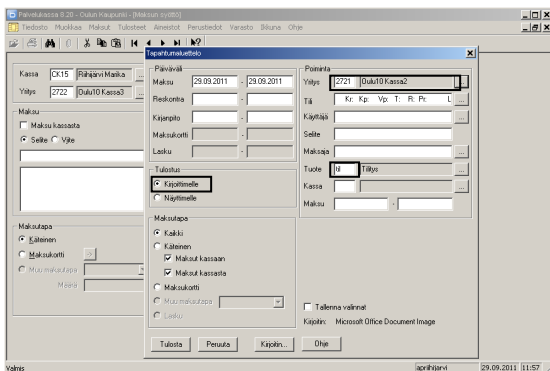 Palvelukassa 8.20 - Oulun Kaupunki - [Maksun syöttö]
Tiedosto Muokkaa Maksut Tulosteet Aineistot Perustiedot Varasto Ikkuna Ohje
Tapahtumaluettelo
Kassa CK15 Riihijärvi Marika ...
Yritys 2722 Oulu10 Kassa3 ...
Maksu
Maksu kassasta
Selite Viite
Maksutapa
Käteinen
Maksukortti
Muu maksutapa
Määrä
Päiväväli
Maksu 29.09.2011 - 29.09.2011
Reskontra -
Kirjanpito -
Maksukortti -
Lasku -
Tulostus
Kirjoittimelle
Näyttimelle
Maksutapa
Kaikki
Käteinen
Maksut kassaan
Maksut kassasta
Maksukortti
Muu maksutapa
Lasku
Poiminta
Yritys 2721 Oulu10 Kassa2 ...
Tili Kr: Kp: Vp: T: R: Pr: L ...
Käyttäjä ...
Selite
Maksaja ...
Tuote til Tilitys ...
Kassa ...
Maksu -
Tallenna valinnat
Kirjoitin: Microsoft Office Document Image
Tulosta Peruuta Kirjoitin... Ohje
Valmis apriihijarvi 29.09.2011 11:57